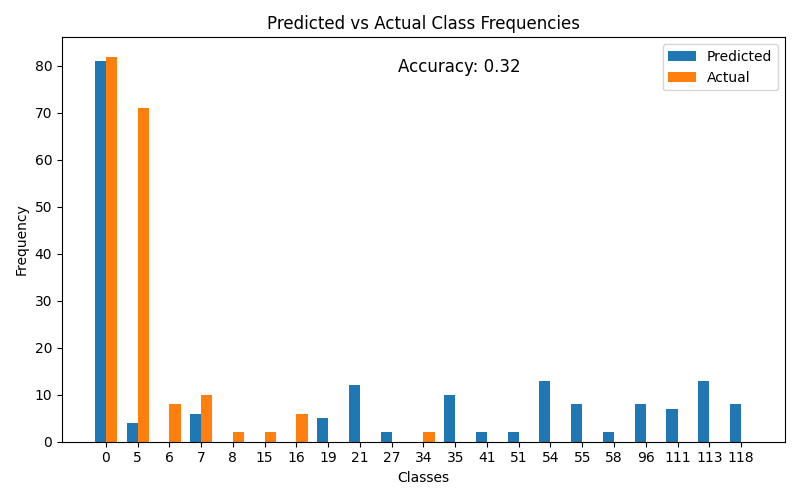 Predicted vs Actual Class Frequencies
Accuracy: 0.32
Predicted
Actual
80
70
60
50
40
30
20
10
0
Frequency
0 5 6 7 8 15 16 19 21 27 34 35 41 51 54 55 58 96 111 113 118
Classes